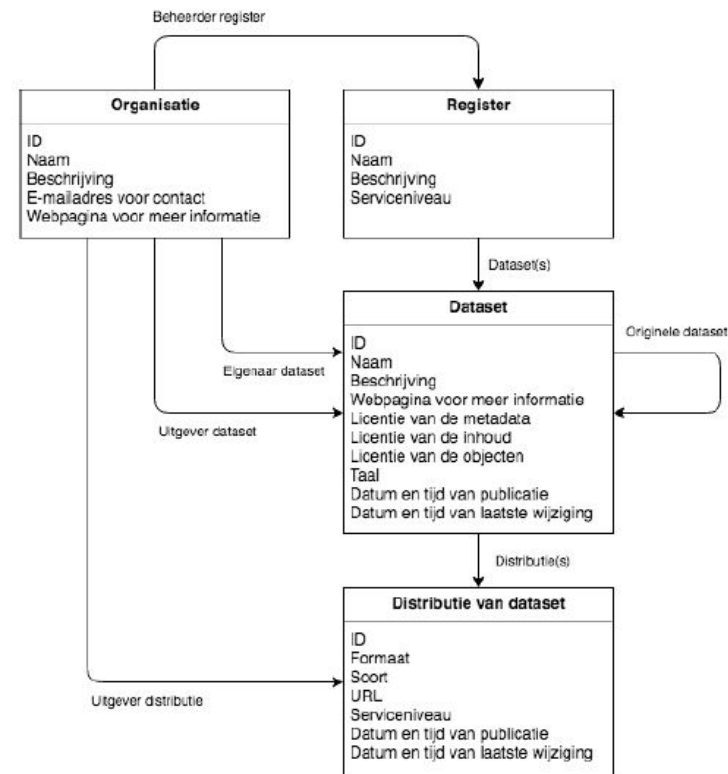 Beheerder register
Organisatie
ID
Naam
Beschrijving
E-mailadres voor contact
Webpagina voor meer informatie
Register
ID
Naam
Beschrijving
Serviceniveau
Dataset(s)
Dataset
ID
Naam
Beschrijving
Webpagina voor meer informatie
Licentie van de metadata
Licentie van de inhoud
Licentie van de objecten
Taal
Datum en tijd van publicatie
Datum en tijd van laatste wijziging
Originele dataset
Eigenaar dataset
Uitgever dataset
Distributie(s)
Distributie van dataset
ID
Formaat
Soort
URL
Serviceniveau
Datum en tijd van publicatie
Datum en tijd van laatste wijziging
Uitgever distributie